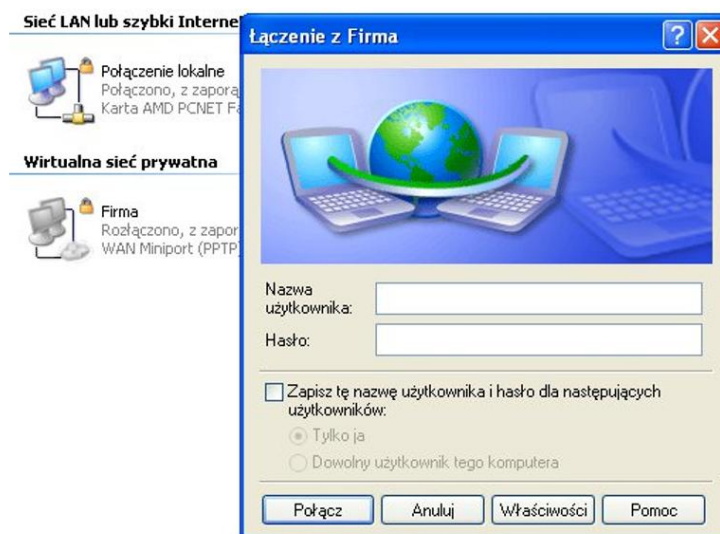 Sieć LAN lub szybki Interne
Połączenie lokalne
Połączono, z zaporą
Karta AMD PCNET Fa
Wirtualna sieć prywatna
Firma
Rozłączono, z zapor
WAN Miniport (PPTP)
Łączenie z Firma
Nazwa
użytkownika:
Hasło:
Zapisz tę nazwę użytkownika i hasło dla następujących
użytkowników:
Tylko ja
Dowolny użytkownik tego komputera
Połącz
Anuluj
Właściwości
Pomoc